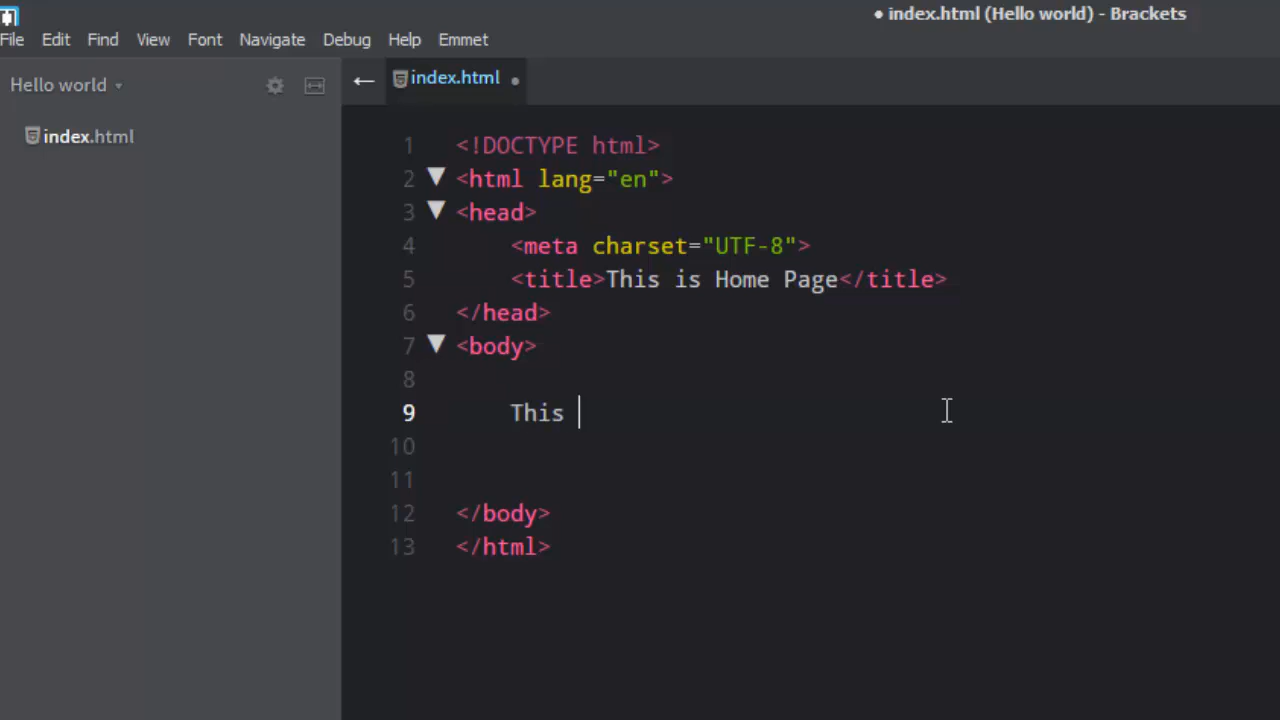 • index.html (Hello world) - Brackets
File Edit Find View Font Navigate Debug Help Emmet
Hello world
index.html
index.html •
1 <!DOCTYPE html>
2 <html lang="en">
3 <head>
4 <meta charset="UTF-8">
5 <title>This is Home Page</title>
6 </head>
7 <body>
8
9 This
10
11
12 </body>
13 </html>